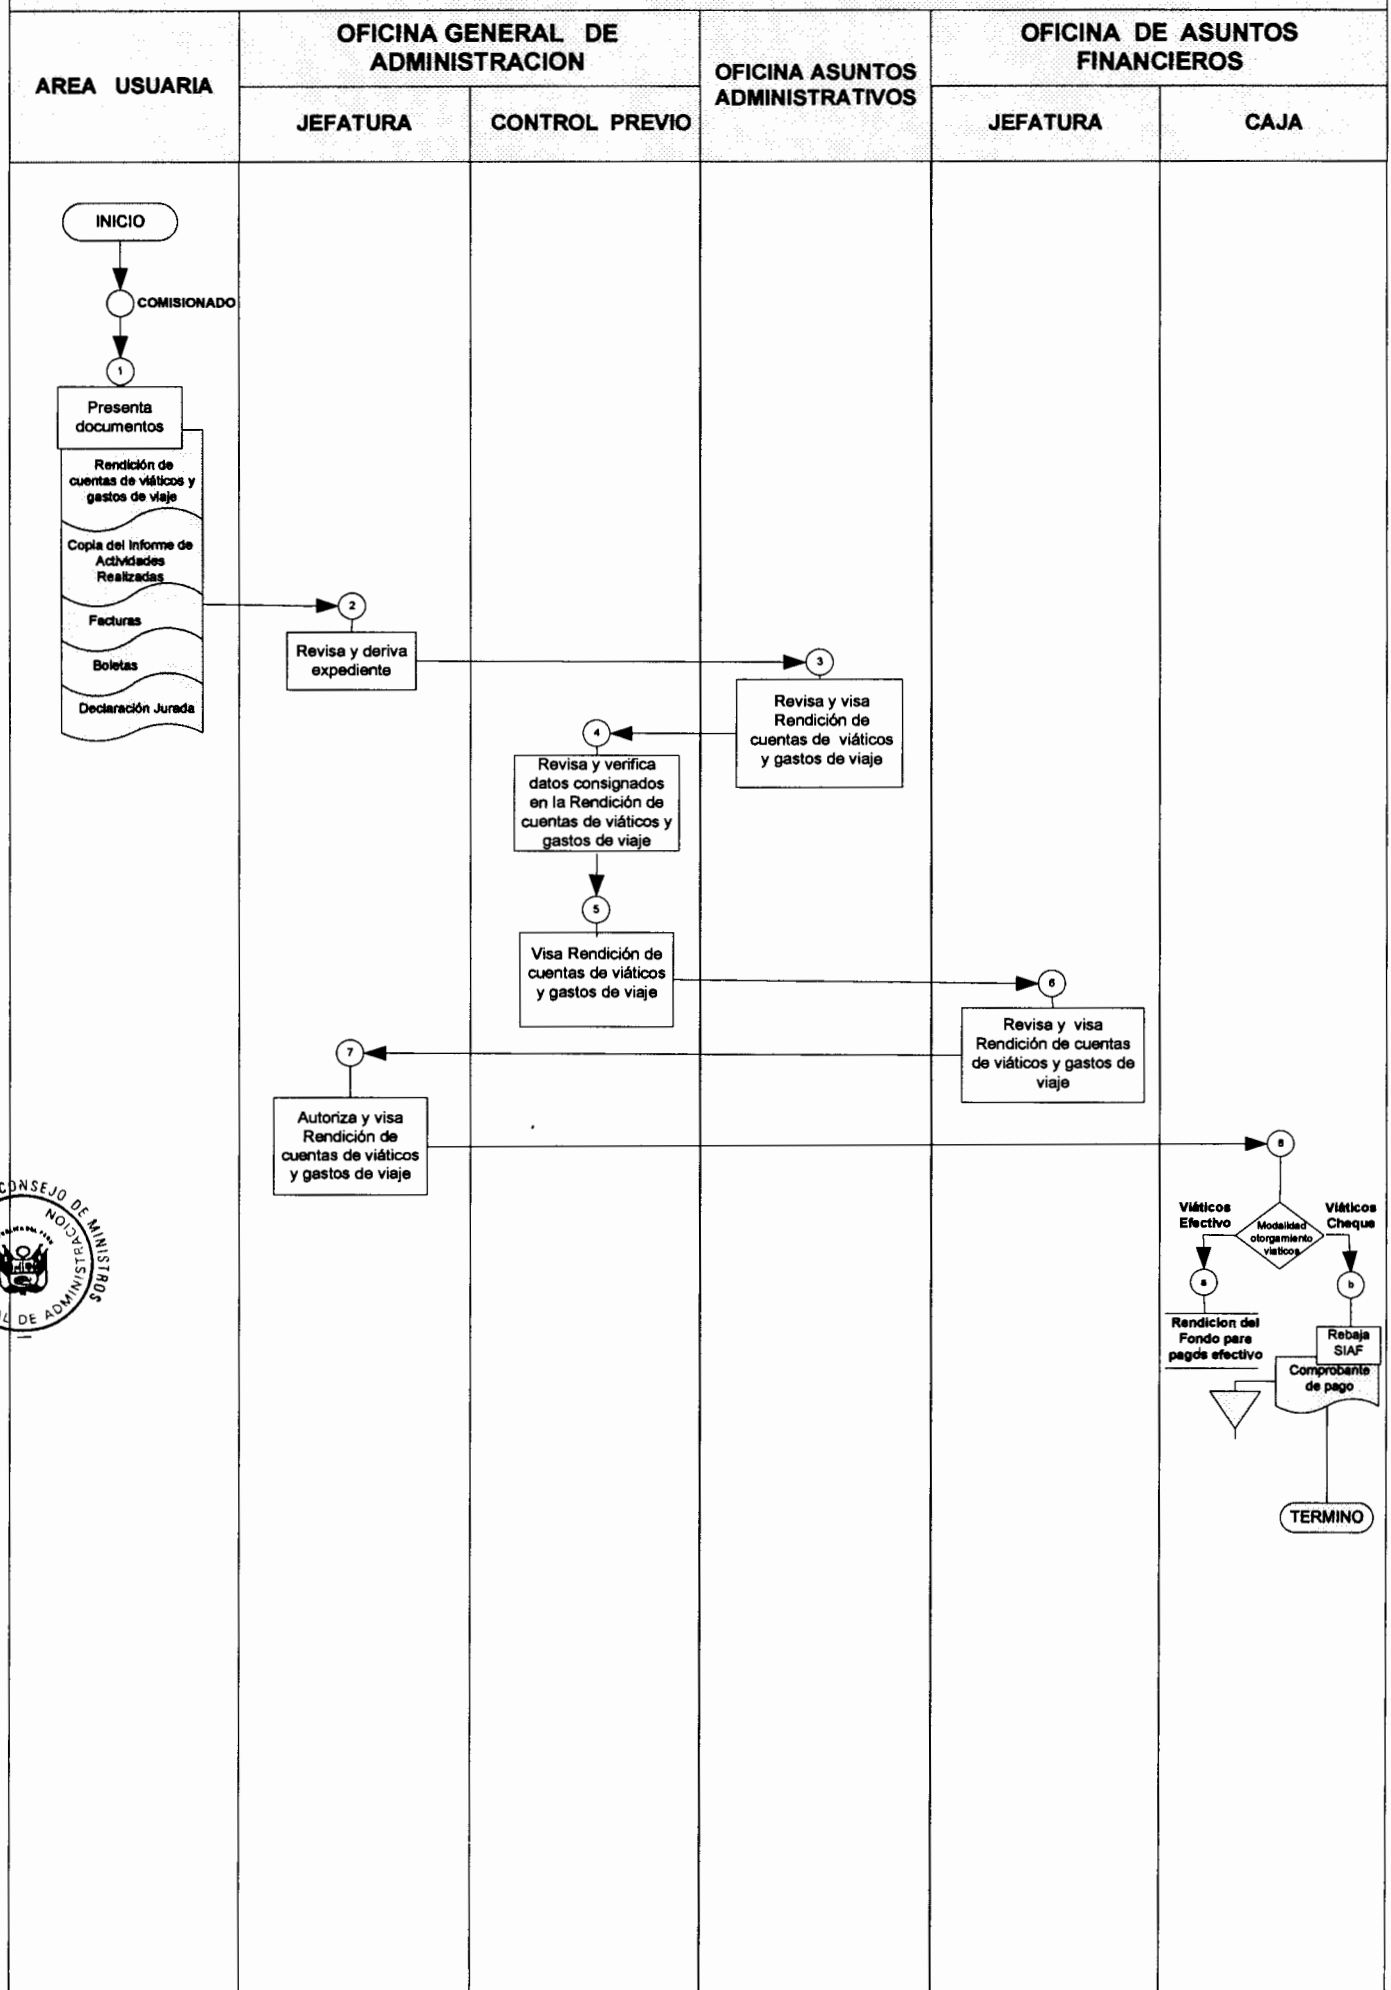 AREA USUARIA
OFICINA GENERAL DE
ADMINISTRACION
JEFATURA
CONTROL PREVIO
OFICINA ASUNTOS
ADMINISTRATIVOS
OFICINA DE ASUNTOS
FINANCIEROS
JEFATURA
CAJA
INICIO
COMISIONADO
1
Presenta
documentos
Rendición de
cuentas de viáticos y
gastos de viaje
Copia del Informe de
Actividades
Realizadas
Facturas
Boletas
Declaración Jurada
2
Revisa y deriva
expediente
3
Revisa y visa
Rendición de
cuentas de viáticos
y gastos de viaje
4
Revisa y verifica
datos consignados
en la Rendición de
cuentas de viáticos y
gastos de viaje
5
Visa Rendición de
cuentas de viáticos
y gastos de viaje
6
Revisa y visa
Rendición de cuentas
de viáticos y gastos de
viaje
7
Autoriza y visa
Rendición de
cuentas de viáticos
y gastos de viaje
8
Viáticos
Efectivo
Modalidad
otorgamiento
viaticos
Viáticos
Cheque
a
Rendicion del
Fondo para
pagos efectivo
b
Rebaja
SIAF
Comprobante
de pago
TERMINO
CONSEJO DE MINISTROS
DE ADMINISTRACION